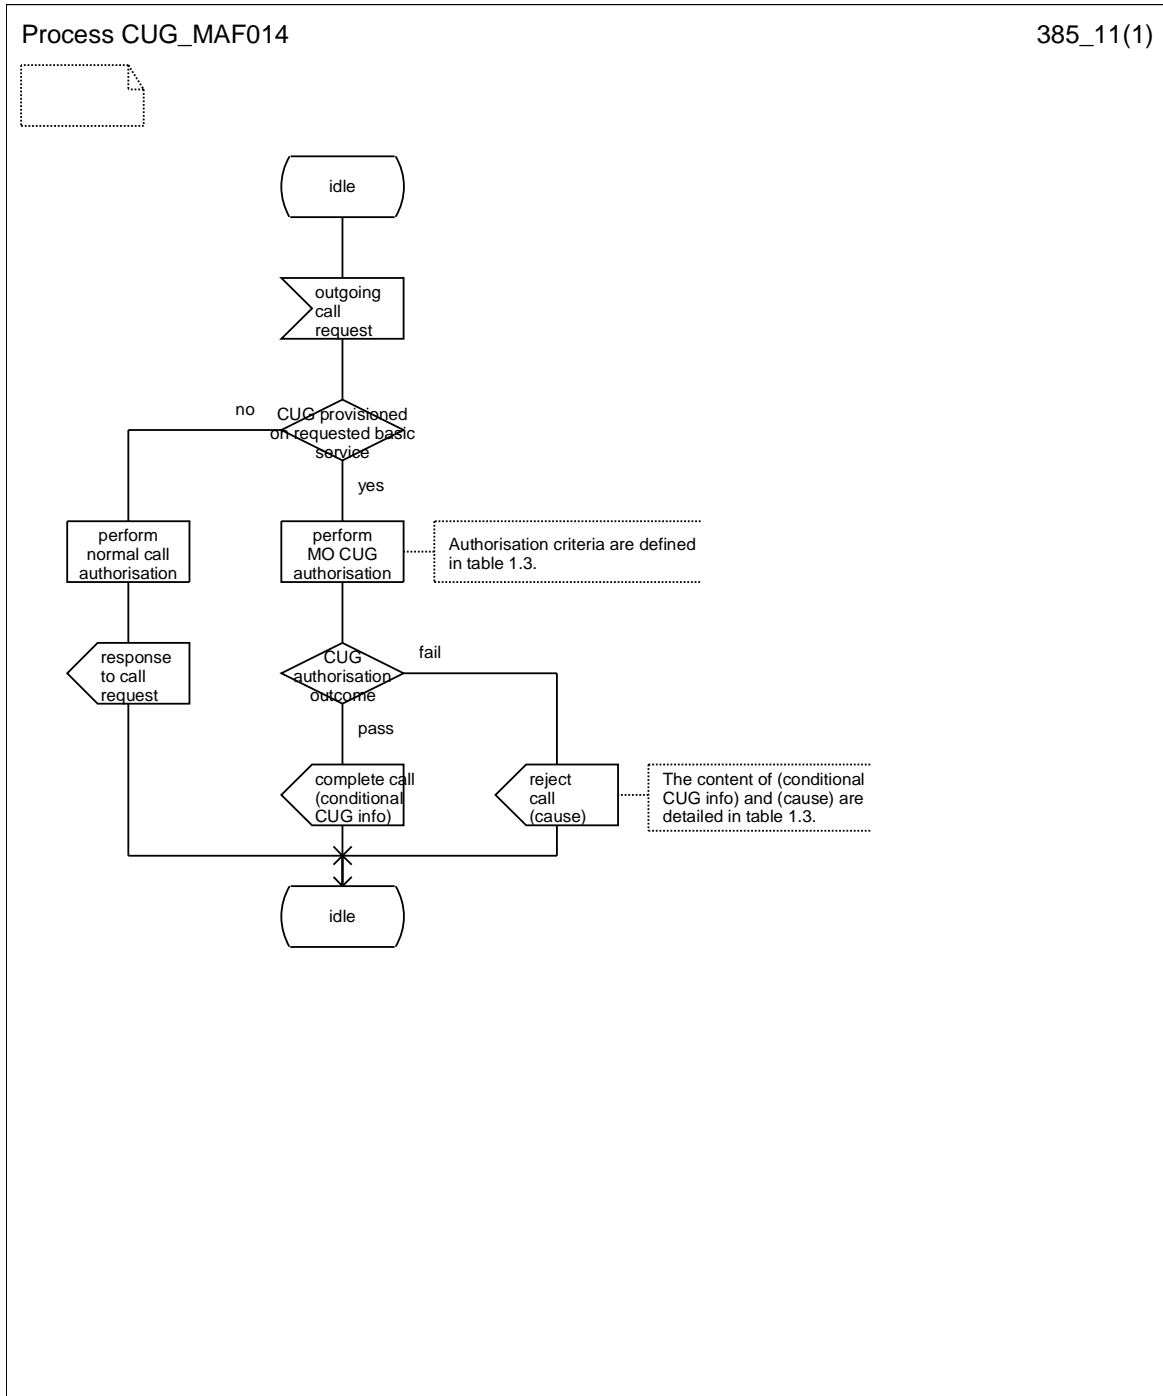 Process CUG_MAF014
385_11(1)
idle
outgoing
call
request
no
CUG provisioned
on requested basic
service
yes
perform
normal call
authorisation
perform
MO CUG
authorisation
Authorisation criteria are defined
in table 1.3.
response
to call
request
CUG
authorisation
outcome
fail
pass
complete call
(conditional
CUG info)
reject
call
(cause)
The content of (conditional
CUG info) and (cause) are
detailed in table 1.3.
idle